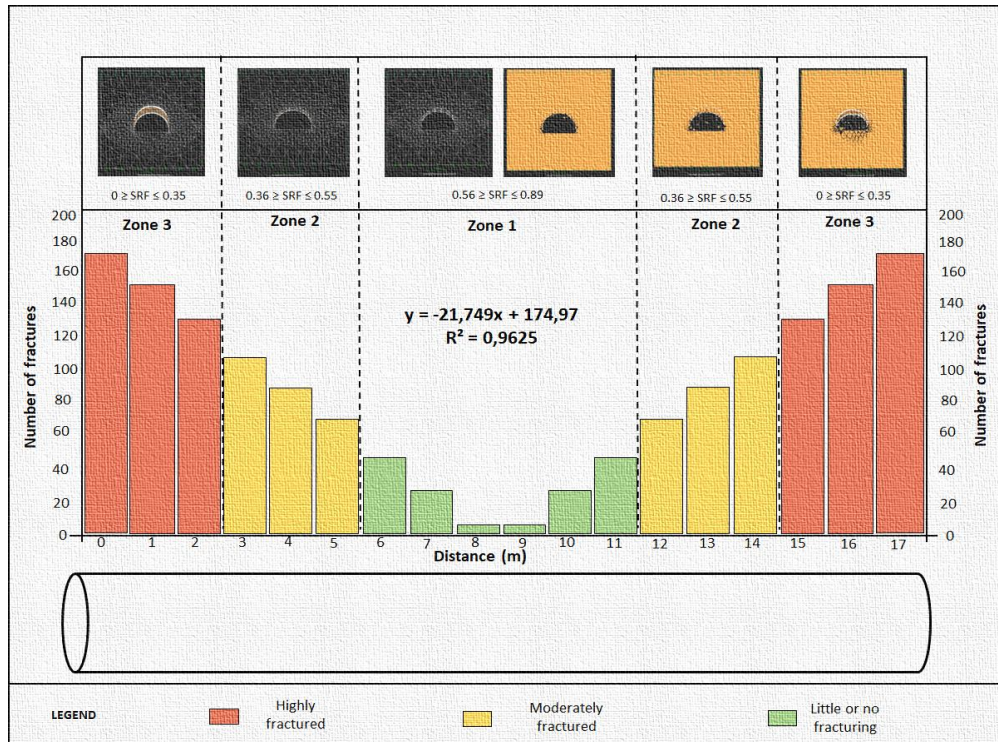 0 ≥ SRF ≤ 0.35
0.36 ≥ SRF ≤ 0.55
0.56 ≥ SRF ≤ 0.89
0.36 ≥ SRF ≤ 0.55
0 ≥ SRF ≤ 0.35
Zone 3
Zone 2
Zone 1
Zone 2
Zone 3
200
180
160
140
120
100
80
60
40
20
0
Number of fractures
y = -21,749x + 174,97
R² = 0,9625
200
180
160
140
120
100
80
60
40
20
0
Number of fractures
0 1 2 3 4 5 6 7 8 9 10 11 12 13 14 15 16 17
Distance (m)
LEGEND
Highly
fractured
Moderately
fractured
Little or no
fracturing